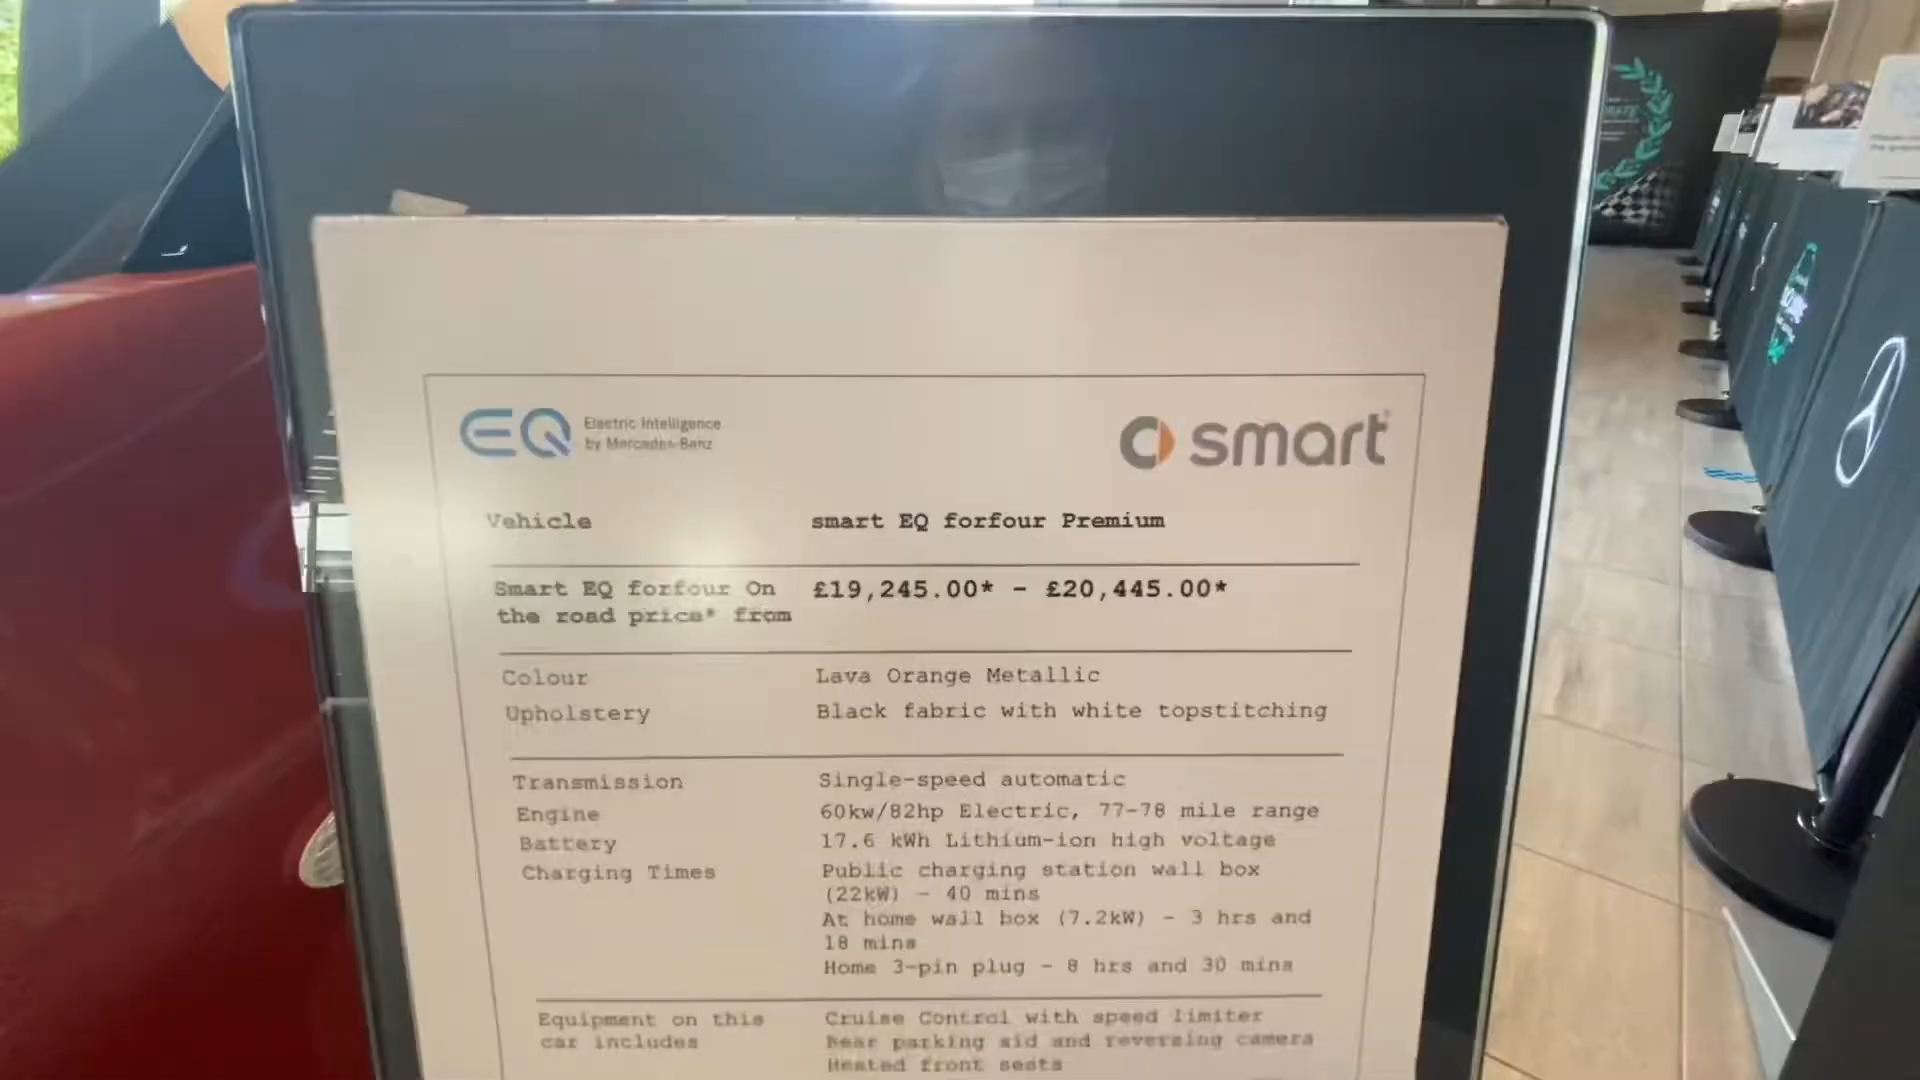 EQ Electric Intelligence
by Mercedes-Benz
smart
Vehicle smart EQ forfour Premium
Smart EQ forfour On £19,245.00* - £20,445.00*
the road price* from
Colour Lava Orange Metallic
Upholstery Black fabric with white topstitching
Transmission Single-speed automatic
Engine 60kw/82hp Electric, 77-78 mile range
Battery 17.6 kWh Lithium-ion high voltage
Charging Times Public charging station wall box
(22kW) - 40 mins
At home wall box (7.2kW) - 3 hrs and
18 mins
Home 3-pin plug - 8 hrs and 30 mins
Equipment on this Cruise Control with speed limiter
car includes Rear parking aid and reversing camera
Heated front seats